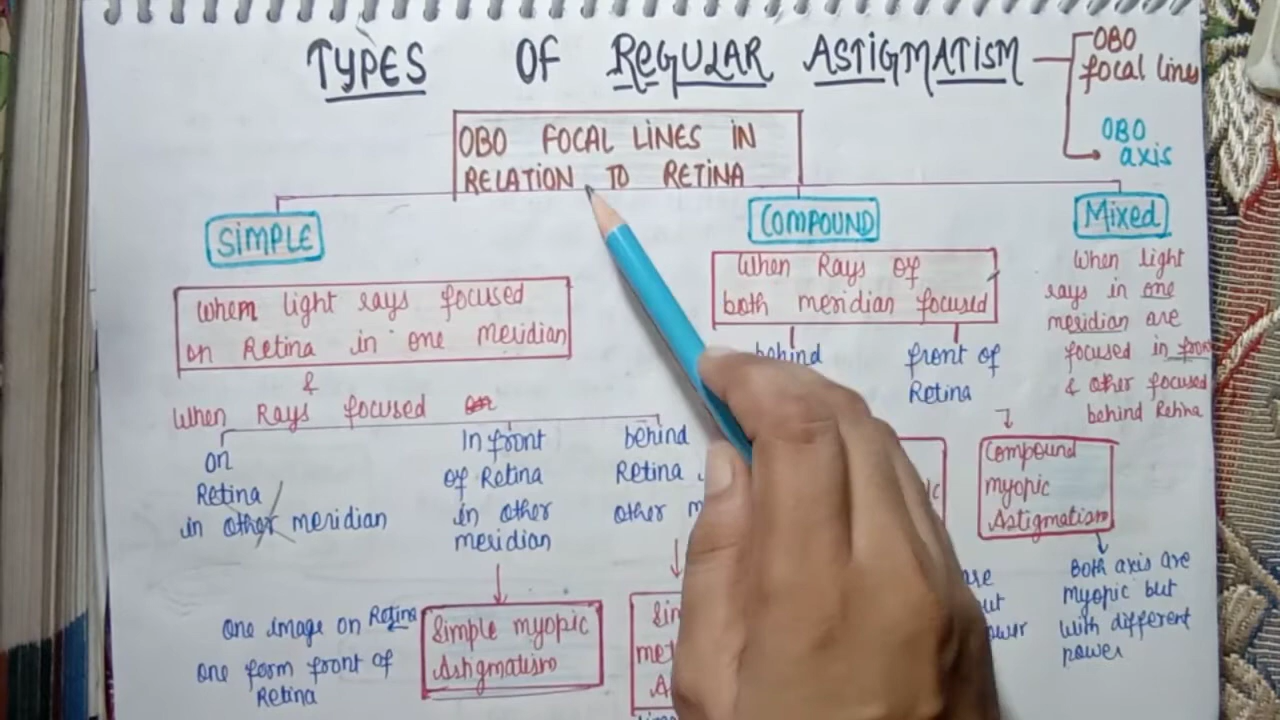 TYPES OF REGULAR ASTIGMATISM
OBO
focal lines
OBO
axis
OBO FOCAL LINES IN
RELATION TO RETINA
SIMPLE
When light rays focused
on Retina in one meridian
&
When Rays focused
on
Retina
in other meridian
In front
of Retina
in other
meridian
behind
Retina
other
one image on Retina
one form front of
Retina
Simple myopic
Astigmatism
COMPOUND
When Rays of
both meridian focused
behind
front of
Retina
Compound
myopic
Astigmatism
Both axis are
myopic but
with different
power
Mixed
When light
rays in one
meridian are
focused in front
& other focused
behind Retina